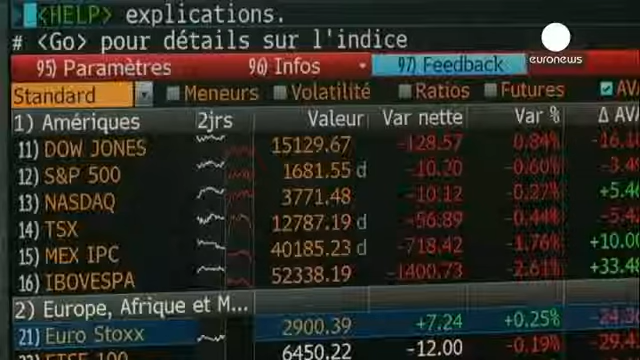 <HELP> explications.
# <Go> pour détails sur l'indice
euronews
95) Paramètres 96) Infos 97) Feedback
Standard Meneurs Volatilité Ratios Futures
1) Amériques 2jrs Valeur Var nette Var %
11) DOW JONES 15129.67 -128.57 0.84%
12) S&P 500 1681.55 d -10.20 -0.60%
13) NASDAQ 3771.48 -10.12 -0.27%
14) TSX 12787.19 d -56.89 -0.44%
15) MEX IPC 40185.23 d -718.42 -1.76%
16) IBOVESPA 52338.19 -1400.73 -2.61%
2) Europe, Afrique et M...
21) Euro Stoxx 2900.39 +7.24 +0.25%
6450.22 -12.00 -0.19%